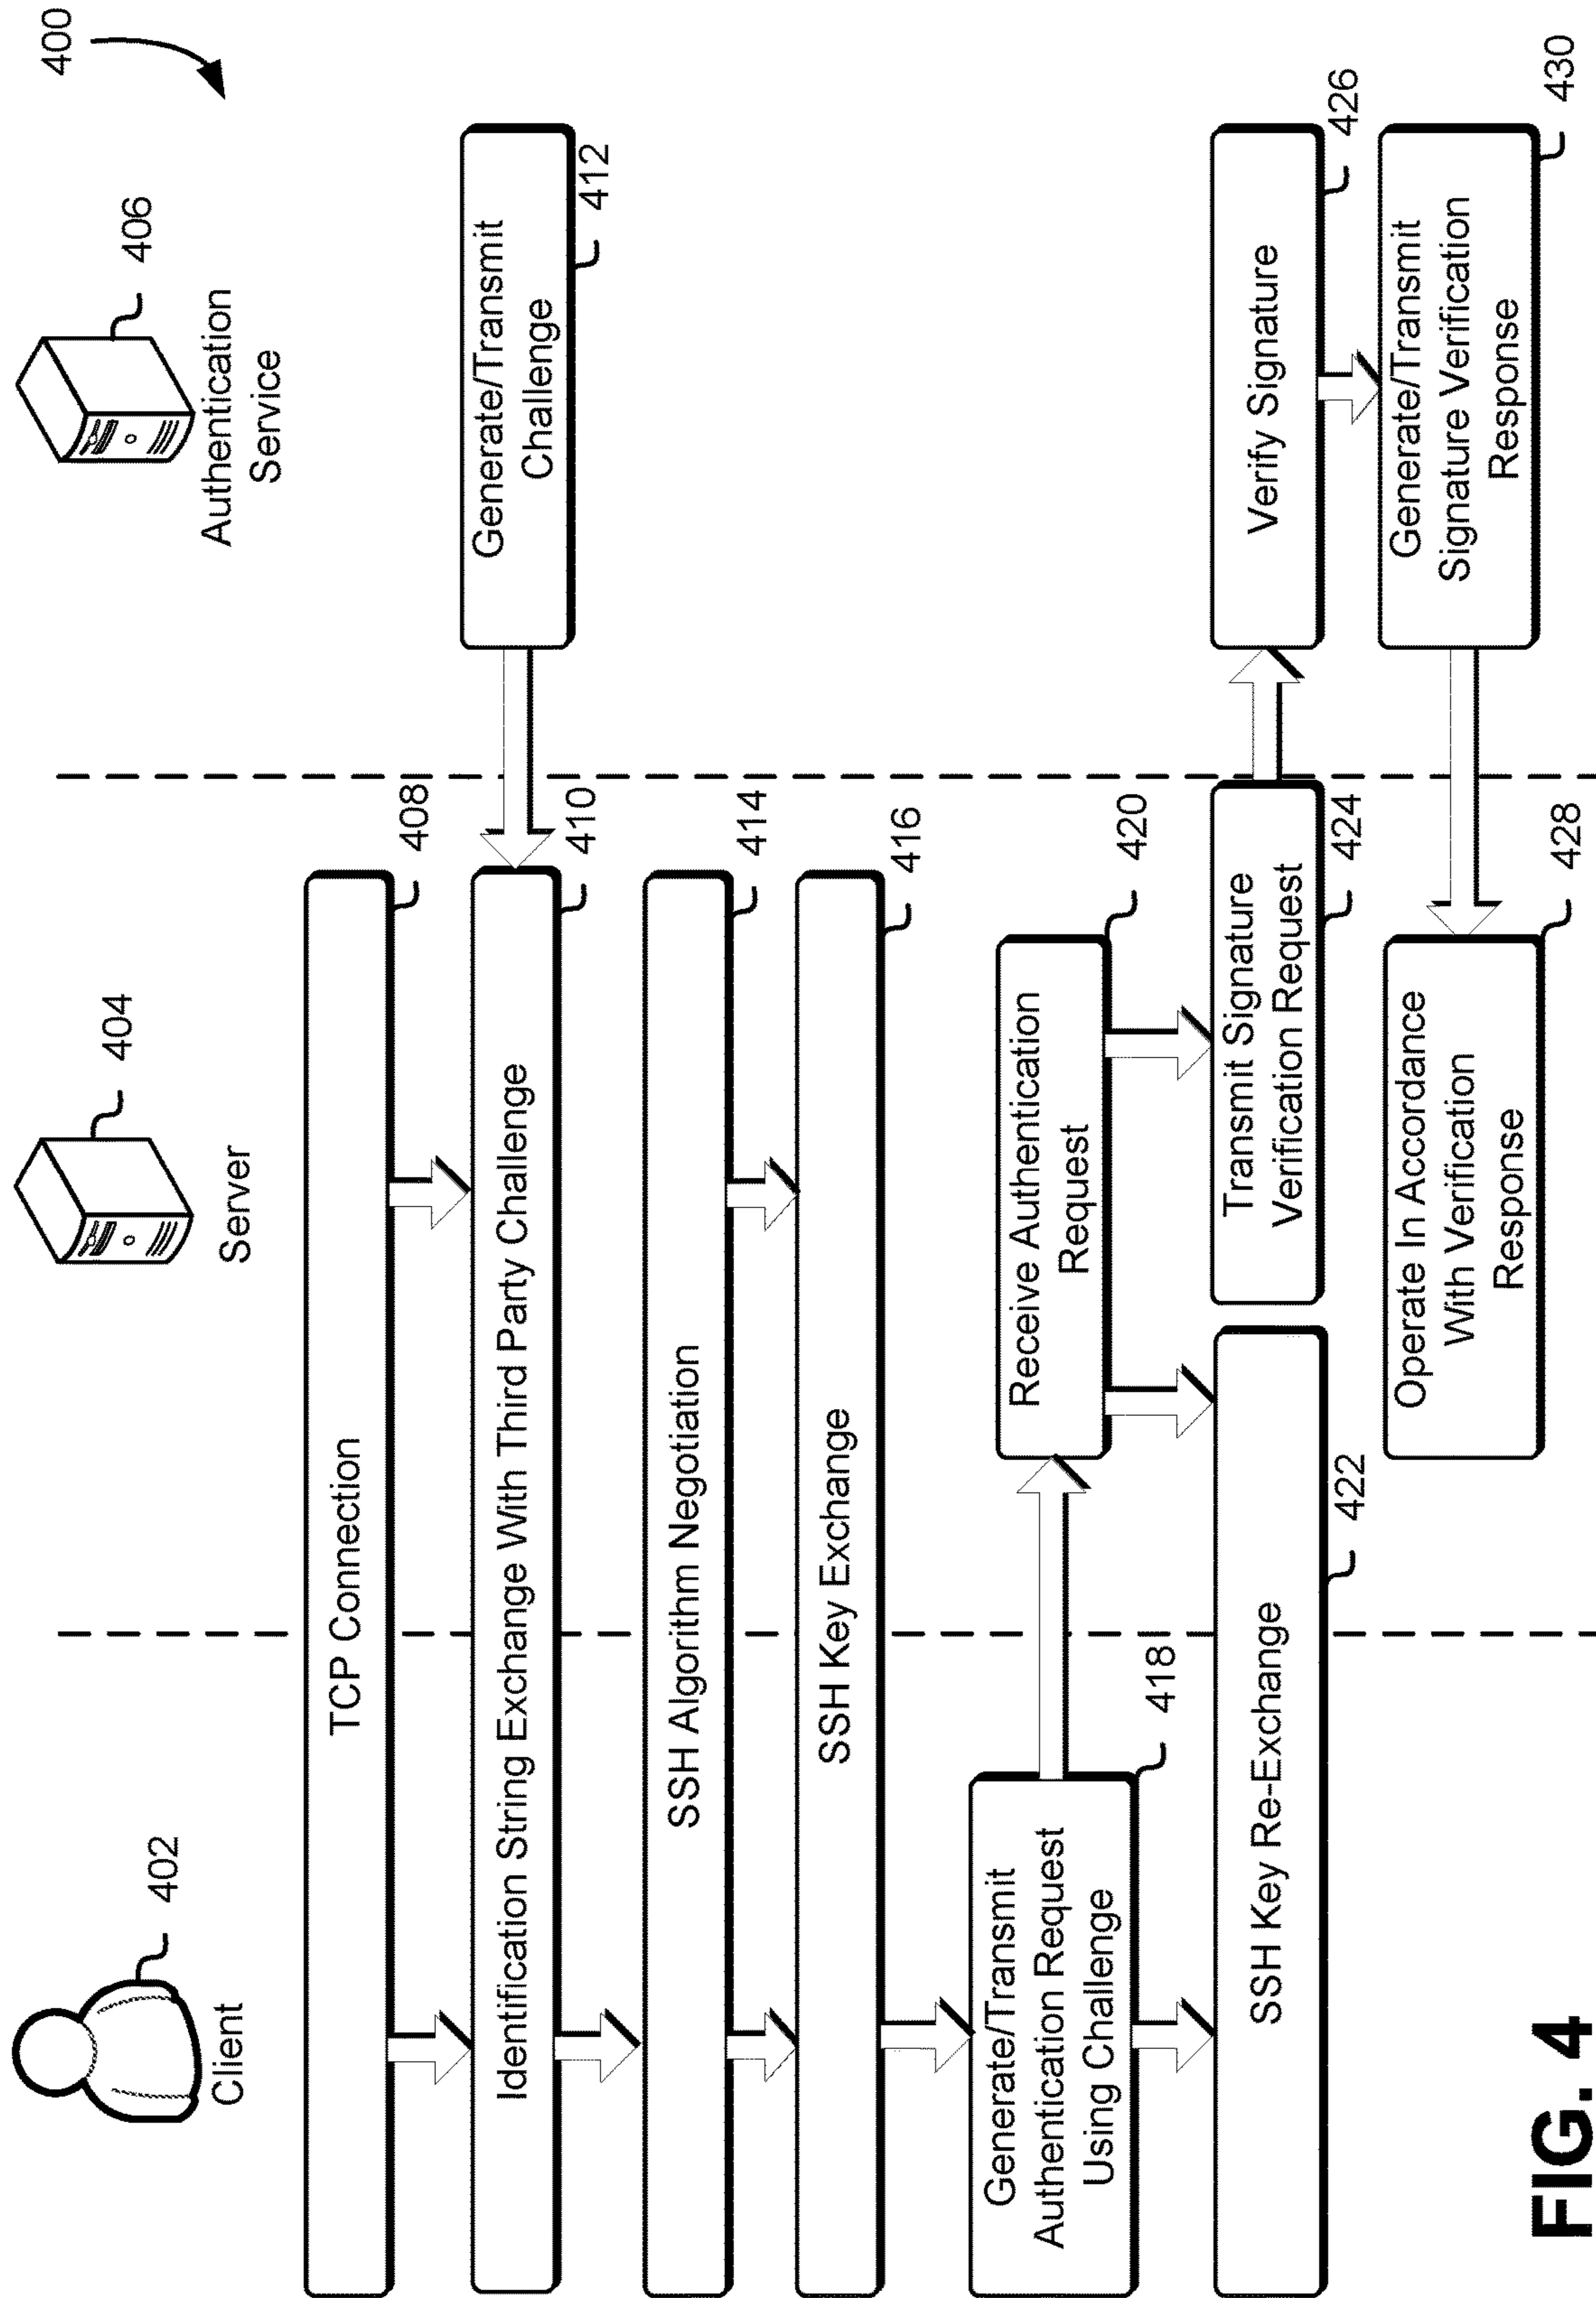 400
402
Client
404
Server
406
Authentication
Service
TCP Connection
408
Identification String Exchange With Third Party Challenge
410
Generate/Transmit
Challenge
412
SSH Algorithm Negotiation
414
SSH Key Exchange
416
Generate/Transmit
Authentication Request
Using Challenge
418
Receive Authentication
Request
420
SSH Key Re-Exchange
422
Transmit Signature
Verification Request
424
Verify Signature
426
Operate In Accordance
With Verification
Response
428
Generate/Transmit
Signature Verification
Response
430
FIG. 4